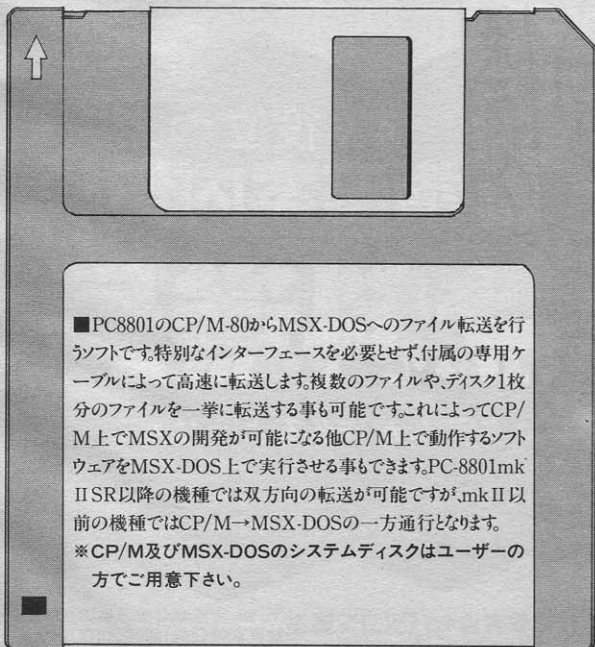 ■PC8801のCP/M-80からMSX-DOSへのファイル転送を行
うソフトです。特別なインターフェースを必要とせず、付属の専用ケ
ーブルによって高速に転送します。複数のファイルや、ディスク1枚
分のファイルを一挙に転送する事も可能です。これによってCP/
M上でMSXの開発が可能になる他CP/M上で動作するソフト
ウェアをMSX-DOS上で実行させる事もできます。PC-8801mk
IISR以降の機種では双方向の転送が可能ですが、mkII以
前の機種ではCP/M→MSX-DOSの一方通行となります。
※CP/M及びMSX-DOSのシステムディスクはユーザーの
方でご用意下さい。